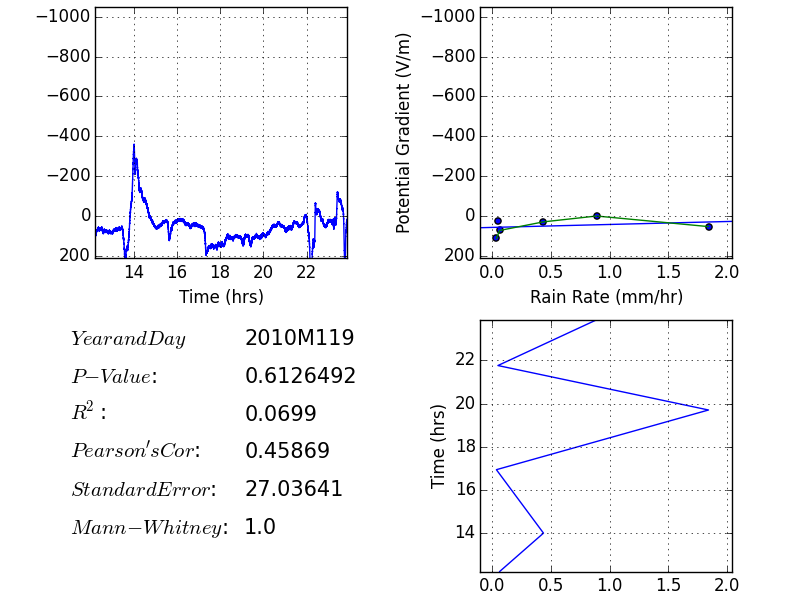 −1000
−800
−600
−400
−200
0
200
14 16 18 20 22
Time (hrs)
Potential Gradient (V/m)
−1000
−800
−600
−400
−200
0
200
0.0 0.5 1.0 1.5 2.0
Rain Rate (mm/hr)
YearandDay 2010M119
P−Value: 0.6126492
R²: 0.0699
Pearson'sCor: 0.45869
StandardError: 27.03641
Mann−Whitney: 1.0
Time (hrs)
22
20
18
16
14
0.0 0.5 1.0 1.5 2.0